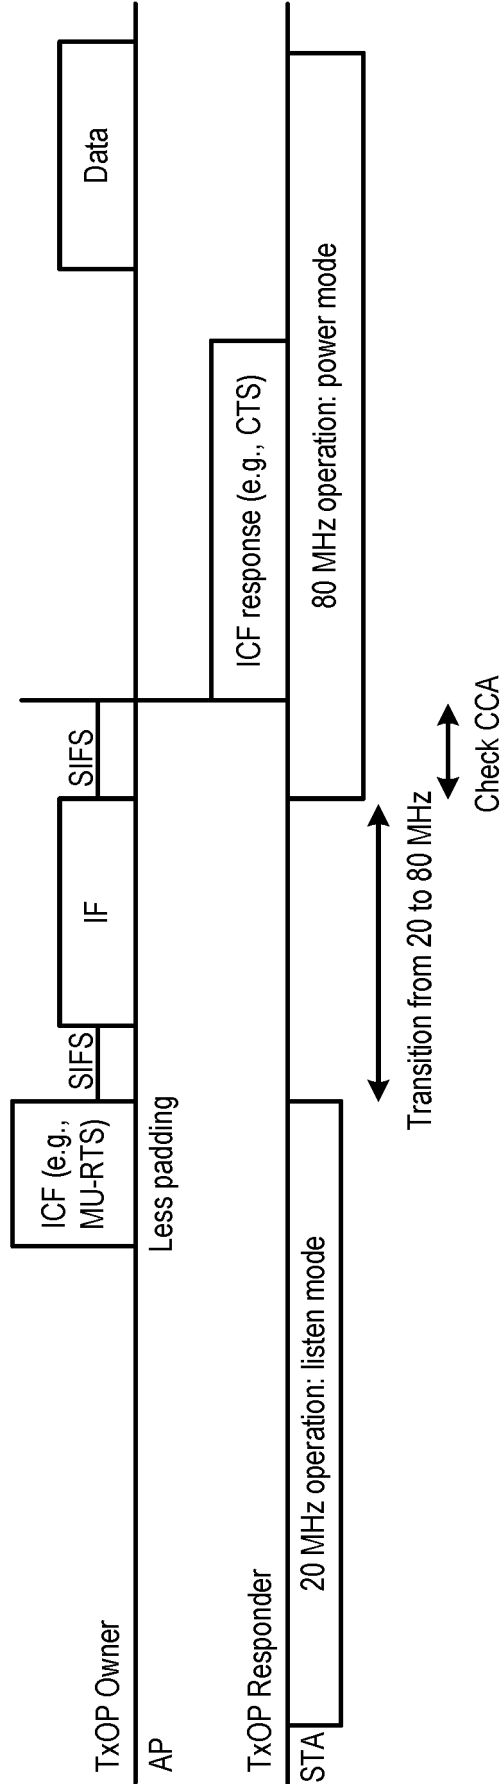 TxOP Owner
AP
ICF (e.g.,
MU-RTS)
Less padding
SIFS
IF
SIFS
Data
TxOP Responder
STA
20 MHz operation: listen mode
ICF response (e.g., CTS)
80 MHz operation: power mode
Transition from 20 to 80 MHz
Check CCA